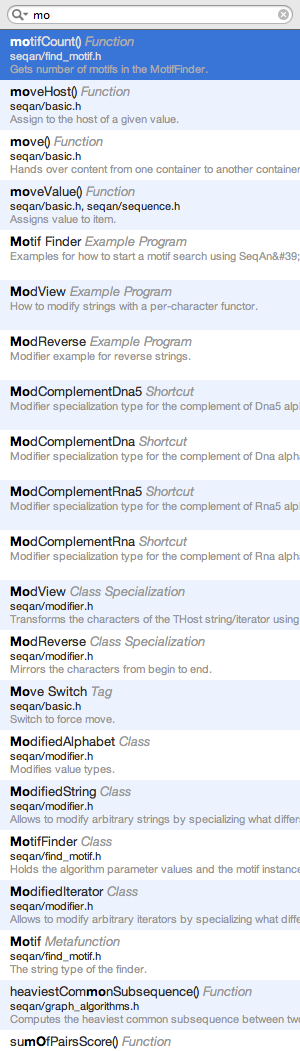 mo
motifCount() Function
seqan/find_motif.h
Gets number of motifs in the MotifFinder.
moveHost() Function
seqan/basic.h
Assign to the host of a given value.
move() Function
seqan/basic.h
Hands over content from one container to another container
moveValue() Function
seqan/basic.h, seqan/sequence.h
Assigns value to item.
Motif Finder Example Program
Examples for how to start a motif search using SeqAn&#39;
ModView Example Program
How to modify strings with a per-character functor.
ModReverse Example Program
Modifier example for reverse strings.
ModComplementDna5 Shortcut
Modifier specialization type for the complement of Dna5 alp
ModComplementDna Shortcut
Modifier specialization type for the complement of Dna alpha
ModComplementRna5 Shortcut
Modifier specialization type for the complement of Rna5 alp
ModComplementRna Shortcut
Modifier specialization type for the complement of Rna alpha
ModView Class Specialization
seqan/modifier.h
Transforms the characters of the THost string/iterator using
ModReverse Class Specialization
seqan/modifier.h
Mirrors the characters from begin to end.
Move Switch Tag
seqan/basic.h
Switch to force move.
ModifiedAlphabet Class
seqan/modifier.h
Modifies value types.
ModifiedString Class
seqan/modifier.h
Allows to modify arbitrary strings by specializing what differ
MotifFinder Class
seqan/find_motif.h
Holds the algorithm parameter values and the motif instance
ModifiedIterator Class
seqan/modifier.h
Allows to modify arbitrary iterators by specializing what diffe
Motif Metafunction
seqan/find_motif.h
The string type of the finder.
heaviestCommonSubsequence() Function
seqan/graph_algorithms.h
Computes the heaviest common subsequence between two
sumOfPairsScore() Function